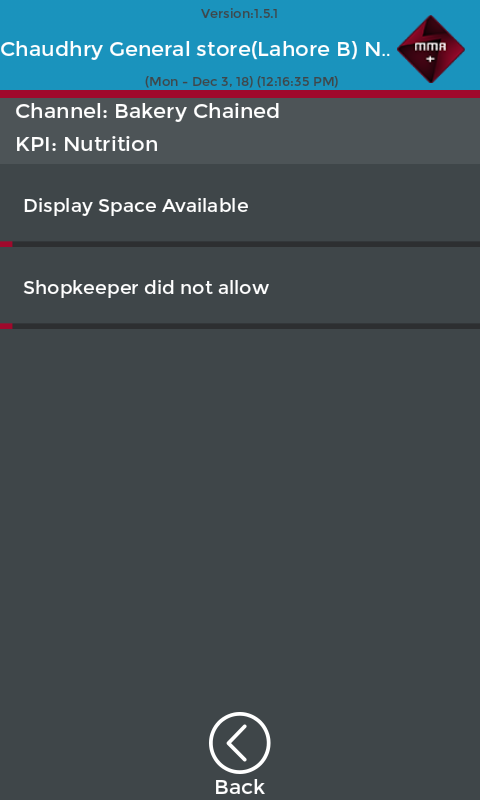 Version:1.5.1
Chaudhry General store(Lahore B) N..
MMA
+
(Mon - Dec 3, 18) (12:16:35 PM)
Channel: Bakery Chained
KPI: Nutrition
Display Space Available
Shopkeeper did not allow
Back